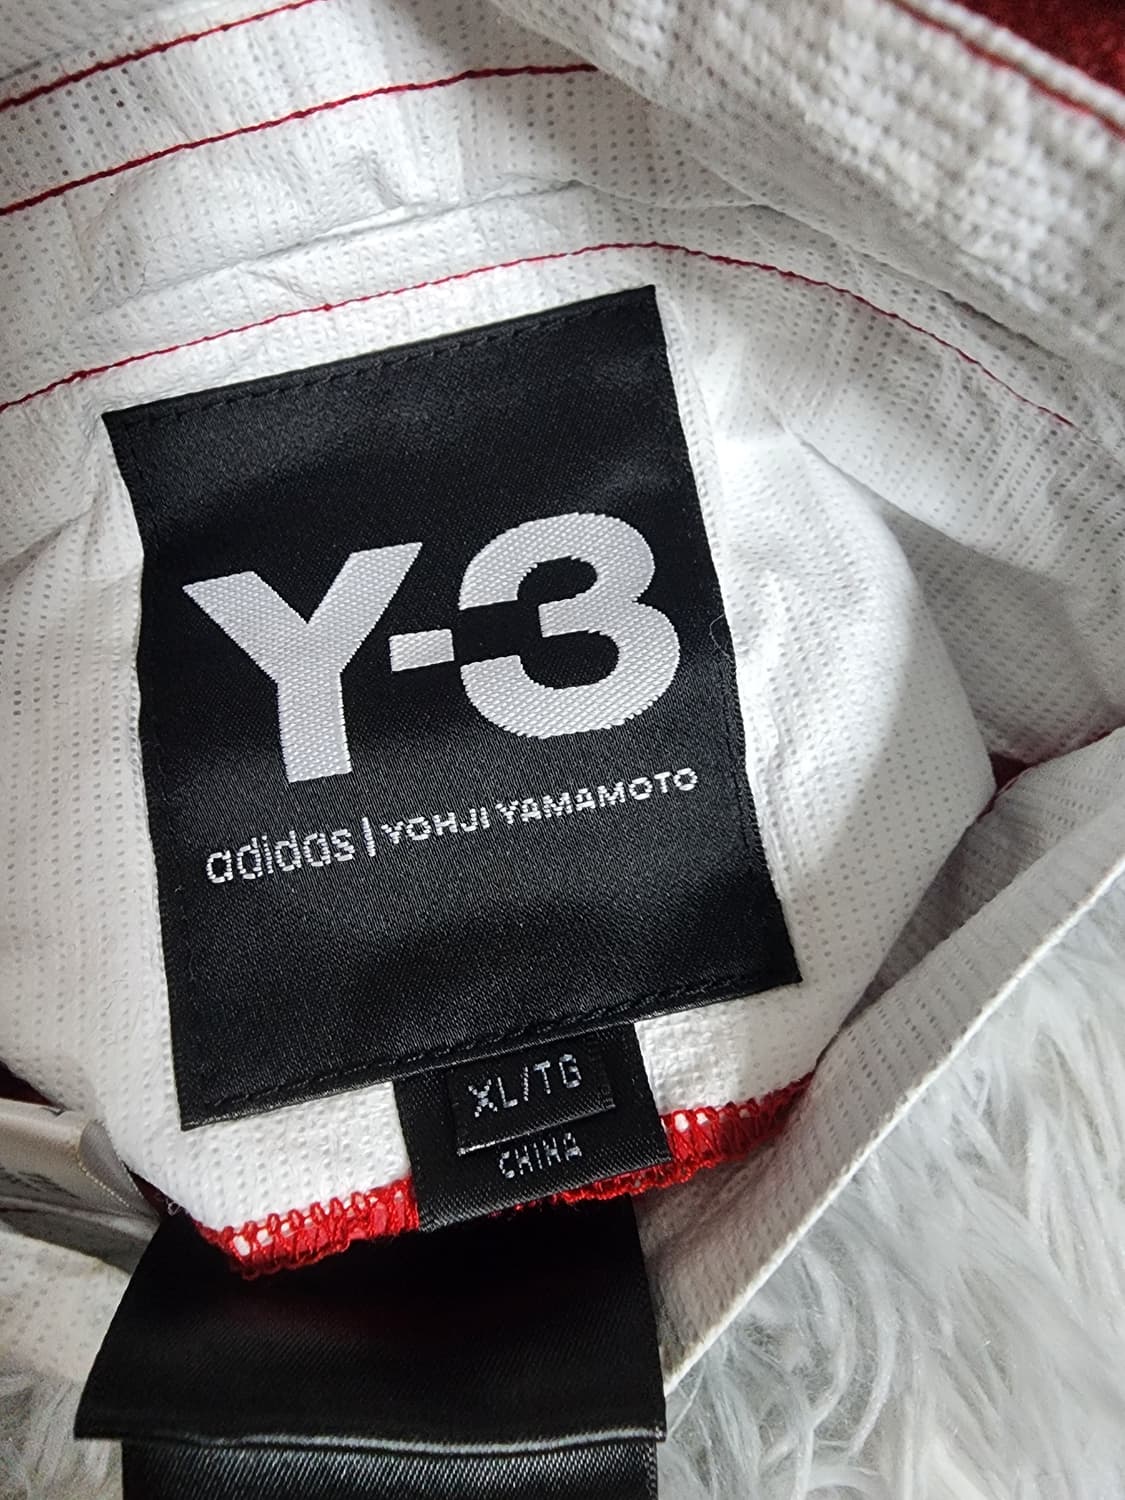 Y-3
adidas | YOHJI YAMAMOTO
XL/TG
CHINA